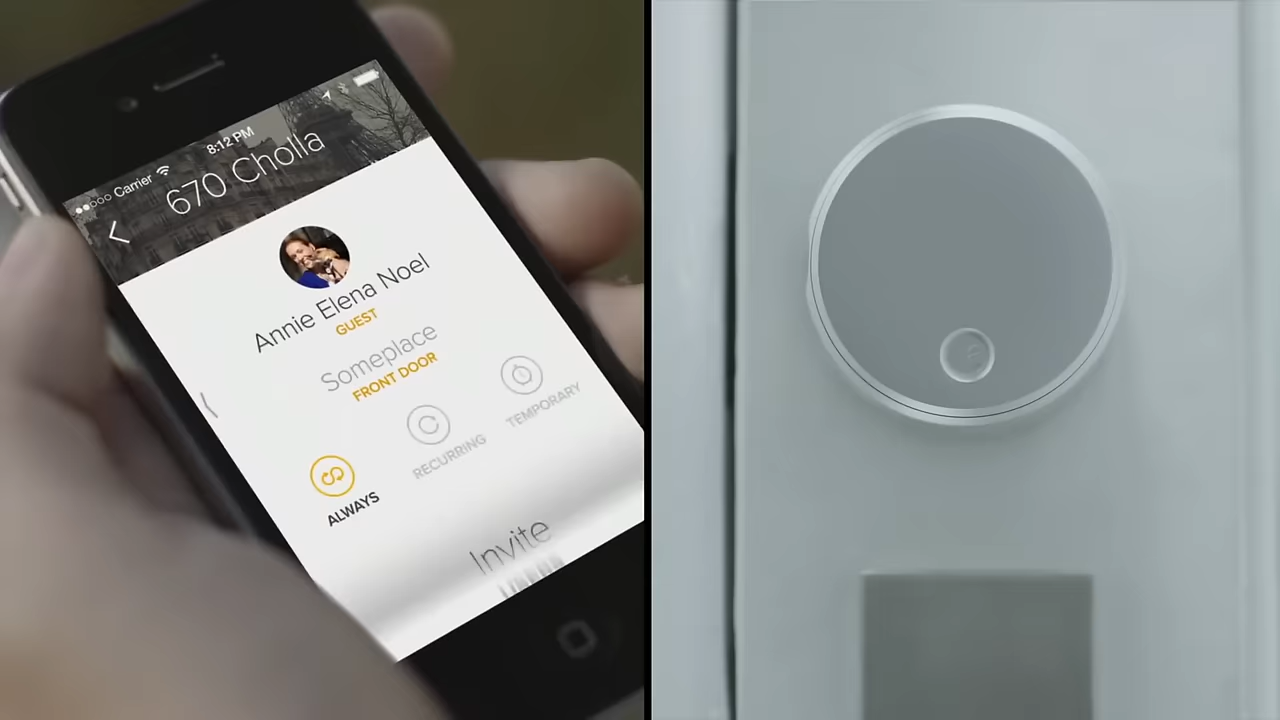 ●●○○○ Carrier 8:12 PM
670 Cholla
Annie Elena Noel
GUEST
Someplace
FRONT DOOR
ALWAYS
RECURRING
TEMPORARY
Invite